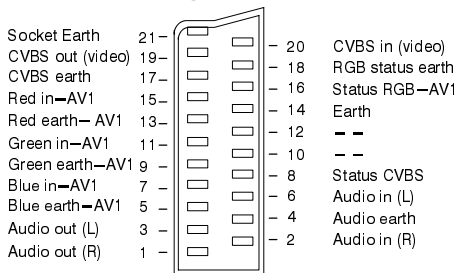 Socket Earth 21 –
CVBS out (video) 19 –
CVBS earth 17 –
Red in–AV1 15 –
Red earth– AV1 13 –
Green in–AV1 11 –
Green earth–AV1 9 –
Blue in–AV1 7 –
Blue earth–AV1 5 –
Audio out (L) 3 –
Audio out (R) 1 –
– 20 CVBS in (video)
– 18 RGB status earth
– 16 Status RGB–AV1
– 14 Earth
– 12 – –
– 10 – –
– 8 Status CVBS
– 6 Audio in (L)
– 4 Audio earth
– 2 Audio in (R)